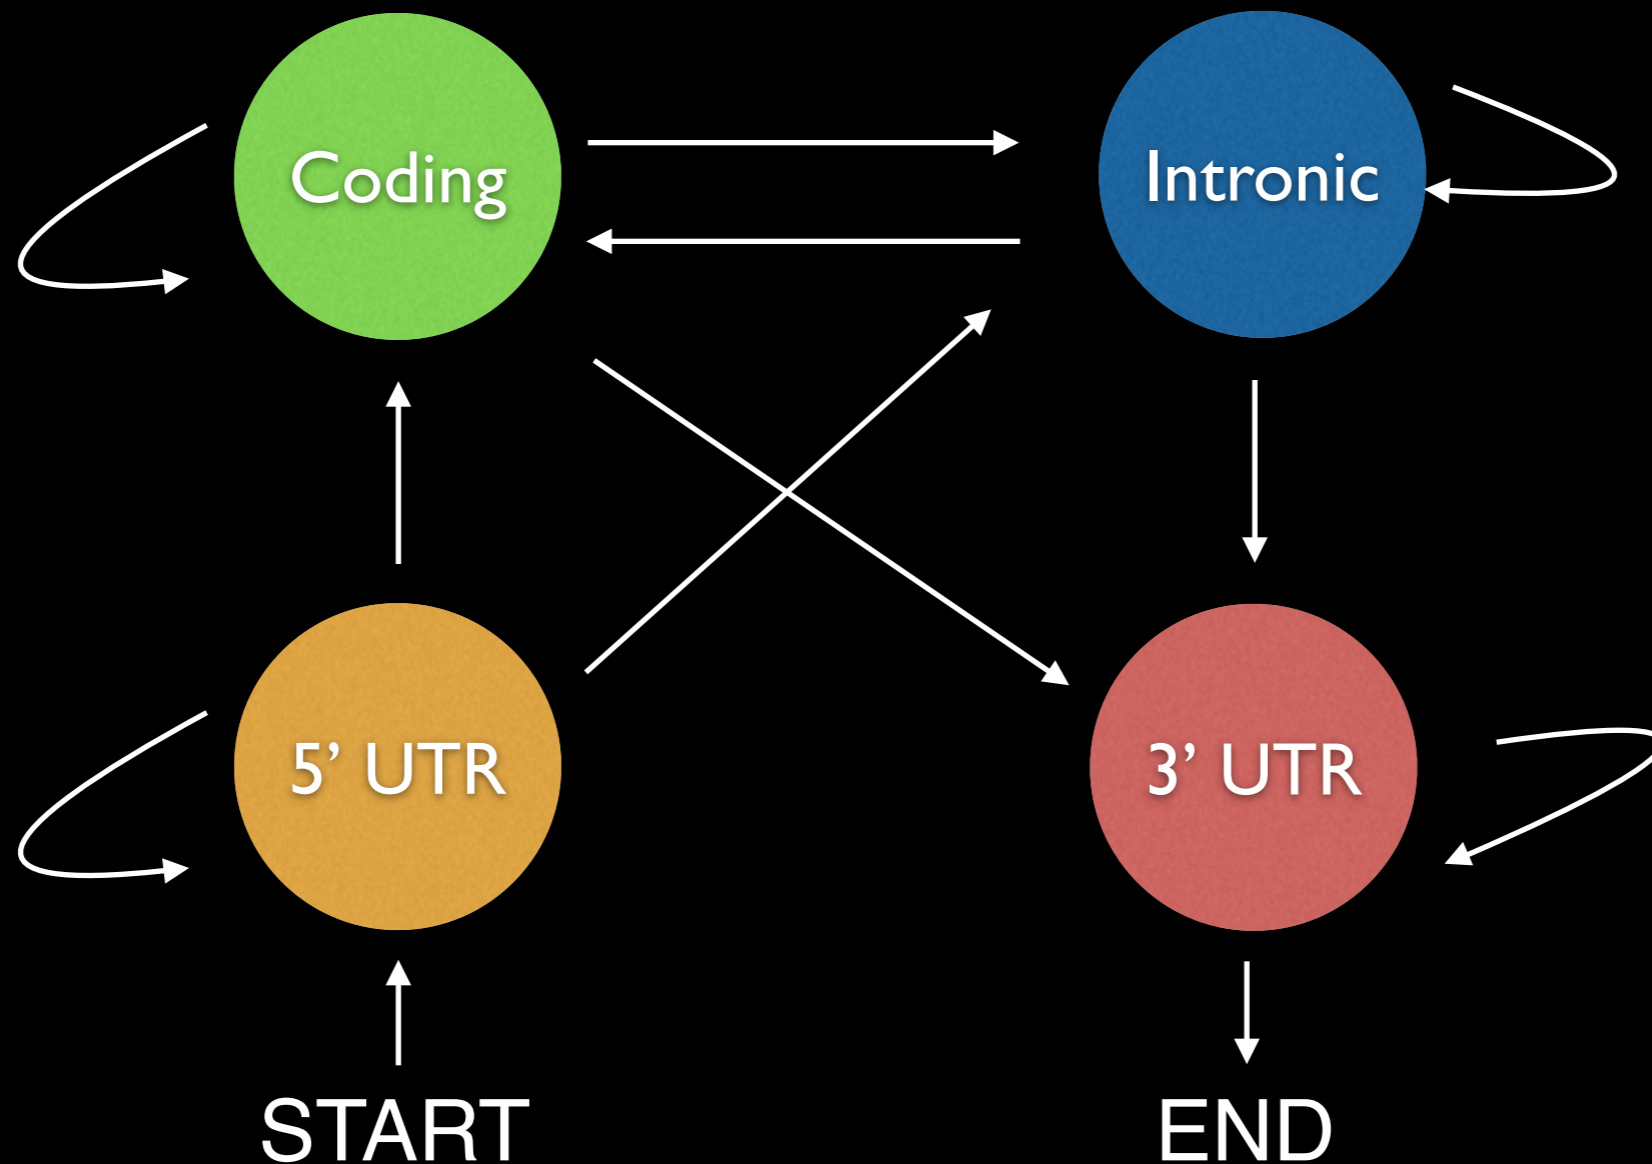 Coding
Intronic
5’ UTR
3’ UTR
START
END